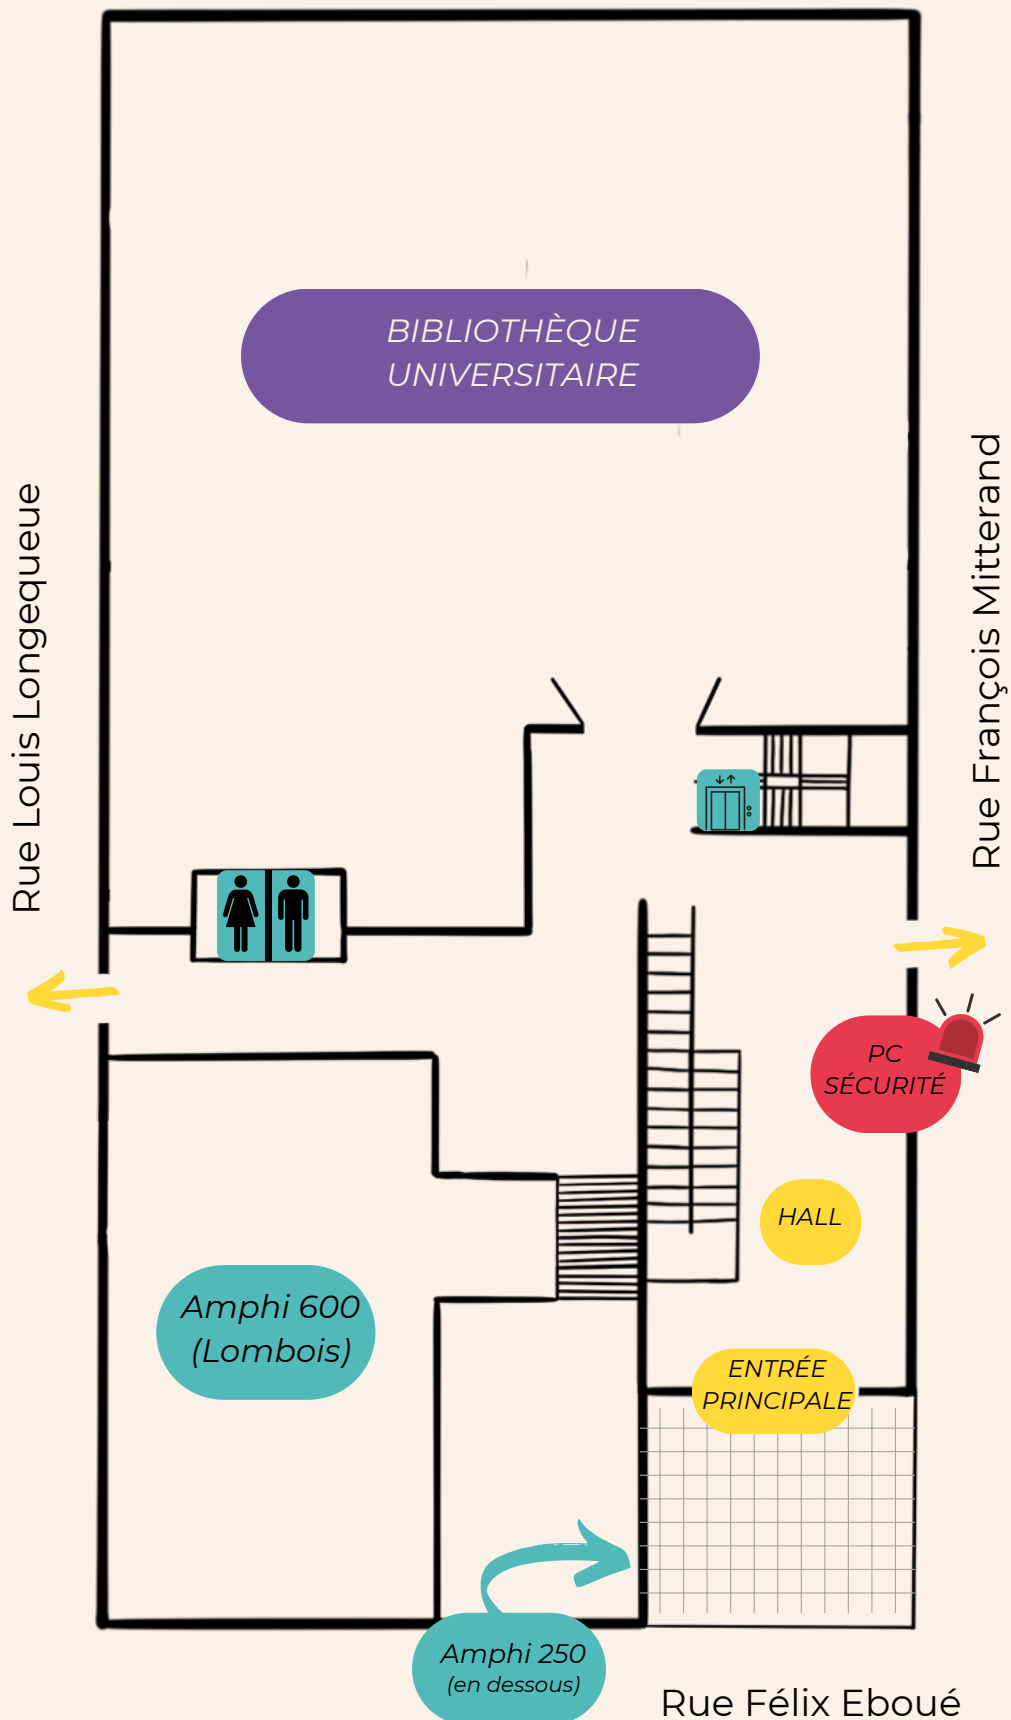 BIBLIOTHÈQUE
UNIVERSITAIRE
Rue Louis Longequeue
Rue François Mitterand
PC
SÉCURITÉ
HALL
Amphi 600
(Lombois)
ENTRÉE
PRINCIPALE
Amphi 250
(en dessous)
Rue Félix Eboué